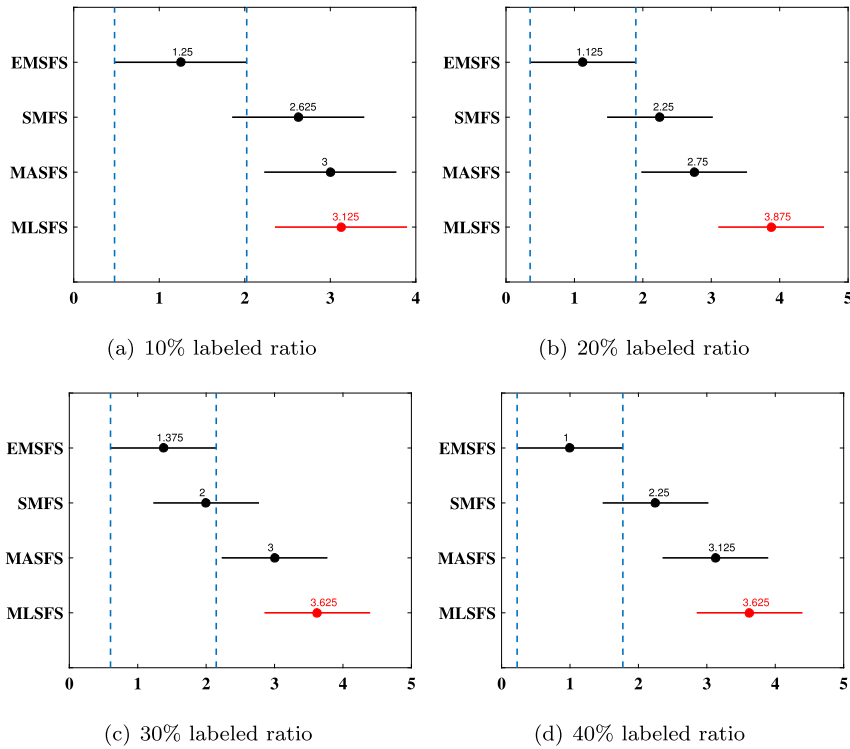 EMSFS
1.25
SMFS
2.625
MASFS
3
MLSFS
3.125
0 1 2 3 4
(a) 10% labeled ratio
EMSFS
1.125
SMFS
2.25
MASFS
2.75
MLSFS
3.875
0 1 2 3 4 5
(b) 20% labeled ratio
EMSFS
1.375
SMFS
2
MASFS
3
MLSFS
3.625
0 1 2 3 4 5
(c) 30% labeled ratio
EMSFS
1
SMFS
2.25
MASFS
3.125
MLSFS
3.625
0 1 2 3 4 5
(d) 40% labeled ratio